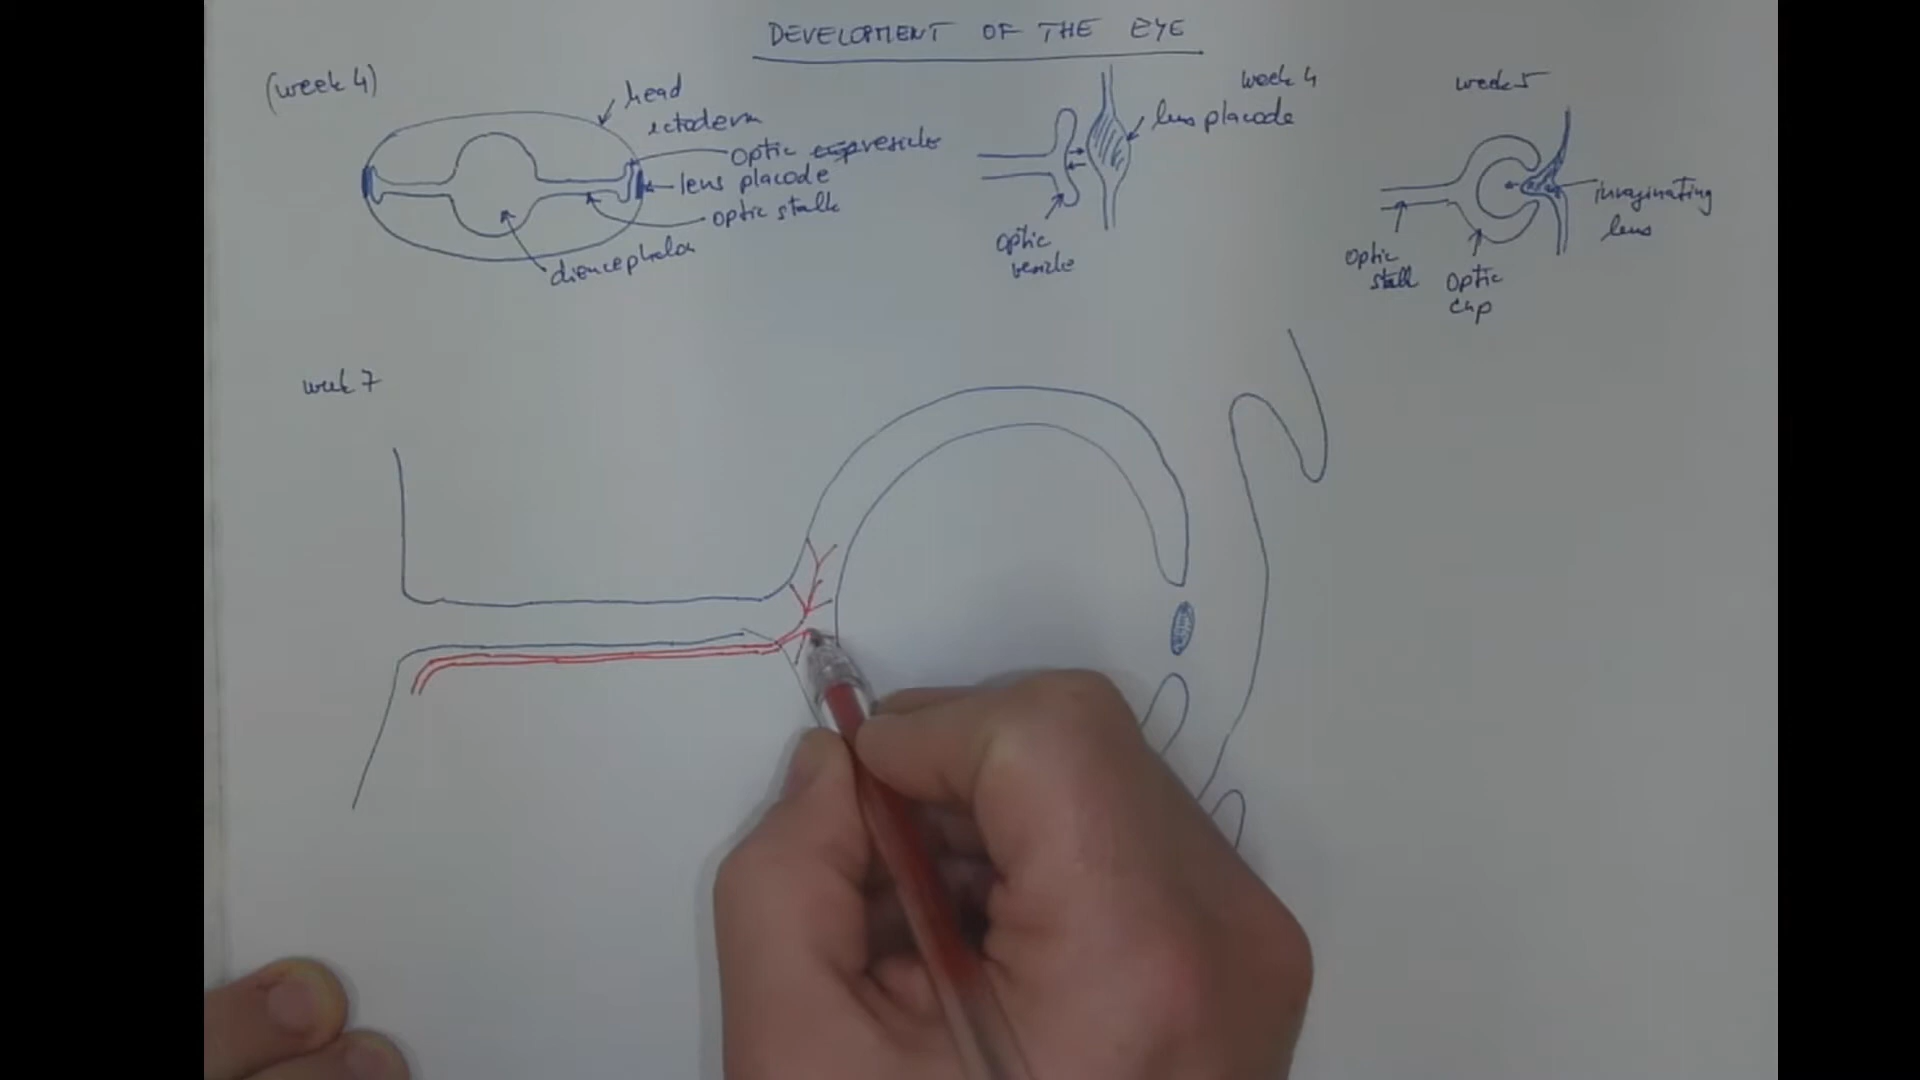 DEVELOPMENT OF THE EYE
(week 4)
head
ectoderm
optic vesicle
lens placode
optic stalk
diencephalon
week 4
lens placode
optic
vesicle
week 5
invaginating
lens
optic
stalk
optic
cup
week 7